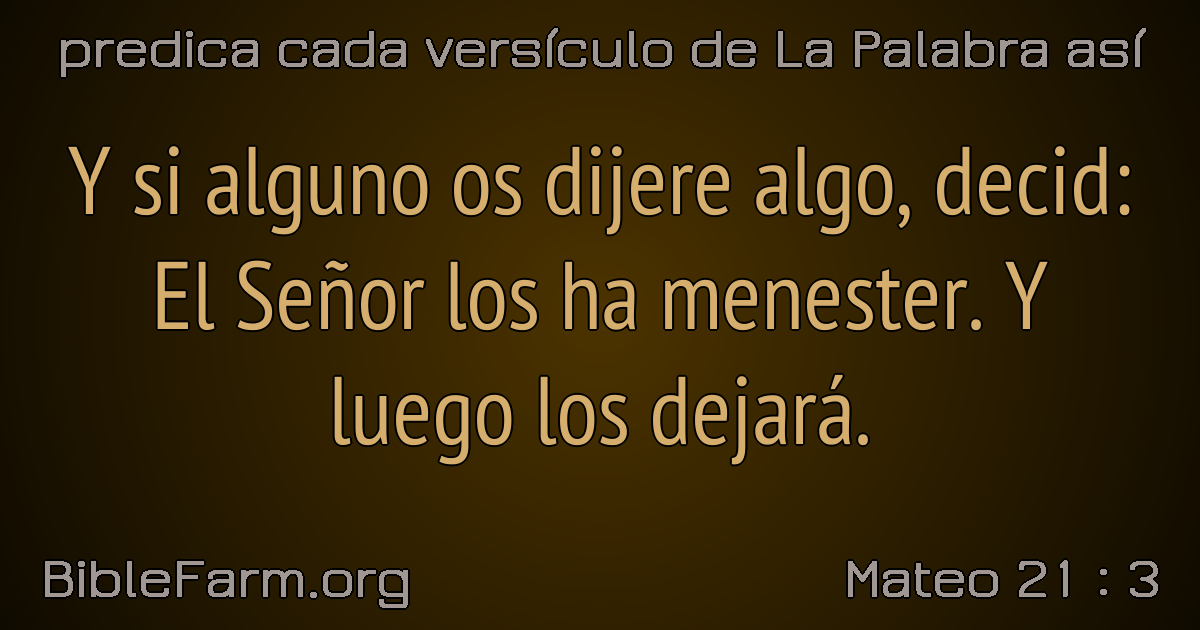 predica cada versículo de La Palabra así
Y si alguno os dijere algo, decid:
El Señor los ha menester. Y
luego los dejará.
BibleFarm.org
Mateo 21 : 3